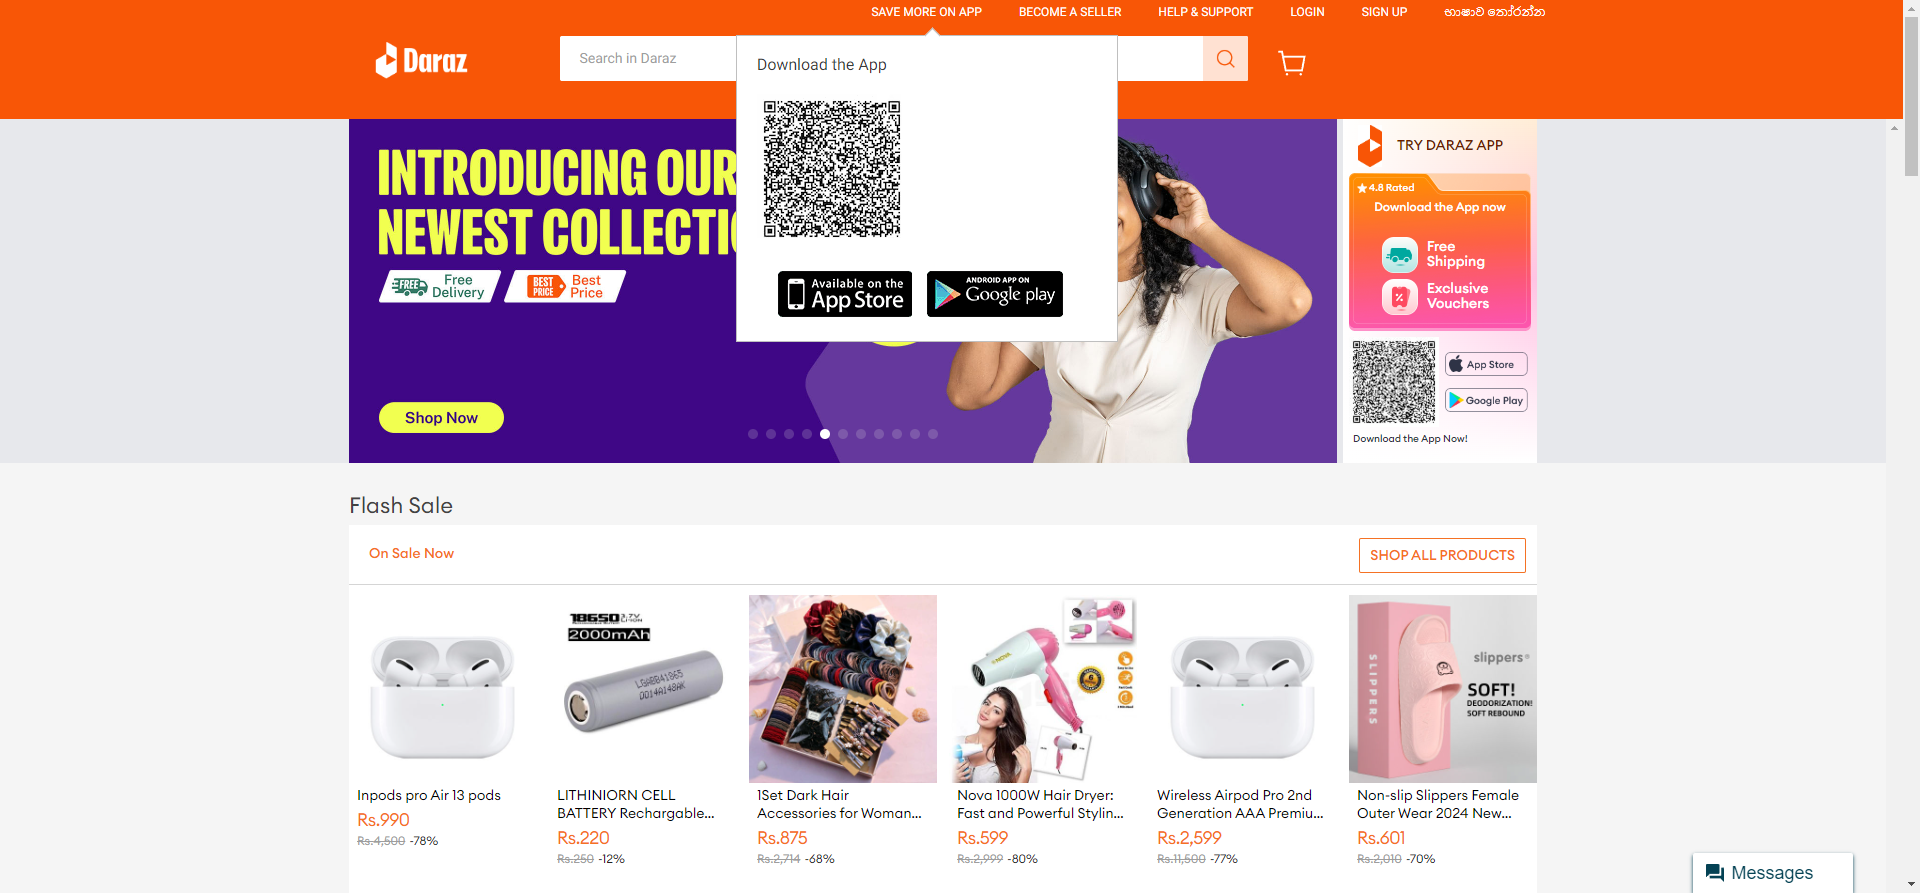 SAVE MORE ON APP
BECOME A SELLER
HELP & SUPPORT
LOGIN
SIGN UP
භාෂාව තෝරන්න
Daraz
Search in Daraz
Download the App
Available on the
App Store
ANDROID APP ON
Google play
INTRODUCING OUR
NEWEST COLLECTI
Free
Delivery
FREE
Best
Price
BEST
PRICE
Shop Now
TRY DARAZ APP
4.8 Rated
Download the App now
Free
Shipping
Exclusive
Vouchers
App Store
Google Play
Download the App Now!
Flash Sale
On Sale Now
SHOP ALL PRODUCTS
18650 3.7V
LI-ION
2000mAh
LGABB41865
NOVA
SLIPPERS
slippers
SOFT!
DEODORIZATION!
SOFT REBOUND
Inpods pro Air 13 pods
Rs.990
Rs.4,500 -78%
LITHINIORN CELL
BATTERY Rechargable...
Rs.220
Rs.250 -12%
1Set Dark Hair
Accessories for Woman...
Rs.875
Rs.2,714 -68%
Nova 1000W Hair Dryer:
Fast and Powerful Stylin...
Rs.599
Rs.2,999 -80%
Wireless Airpod Pro 2nd
Generation AAA Premiu...
Rs.2,599
Rs.11,500 -77%
Non-slip Slippers Female
Outer Wear 2024 New...
Rs.601
Rs.2,010 -70%
Messages